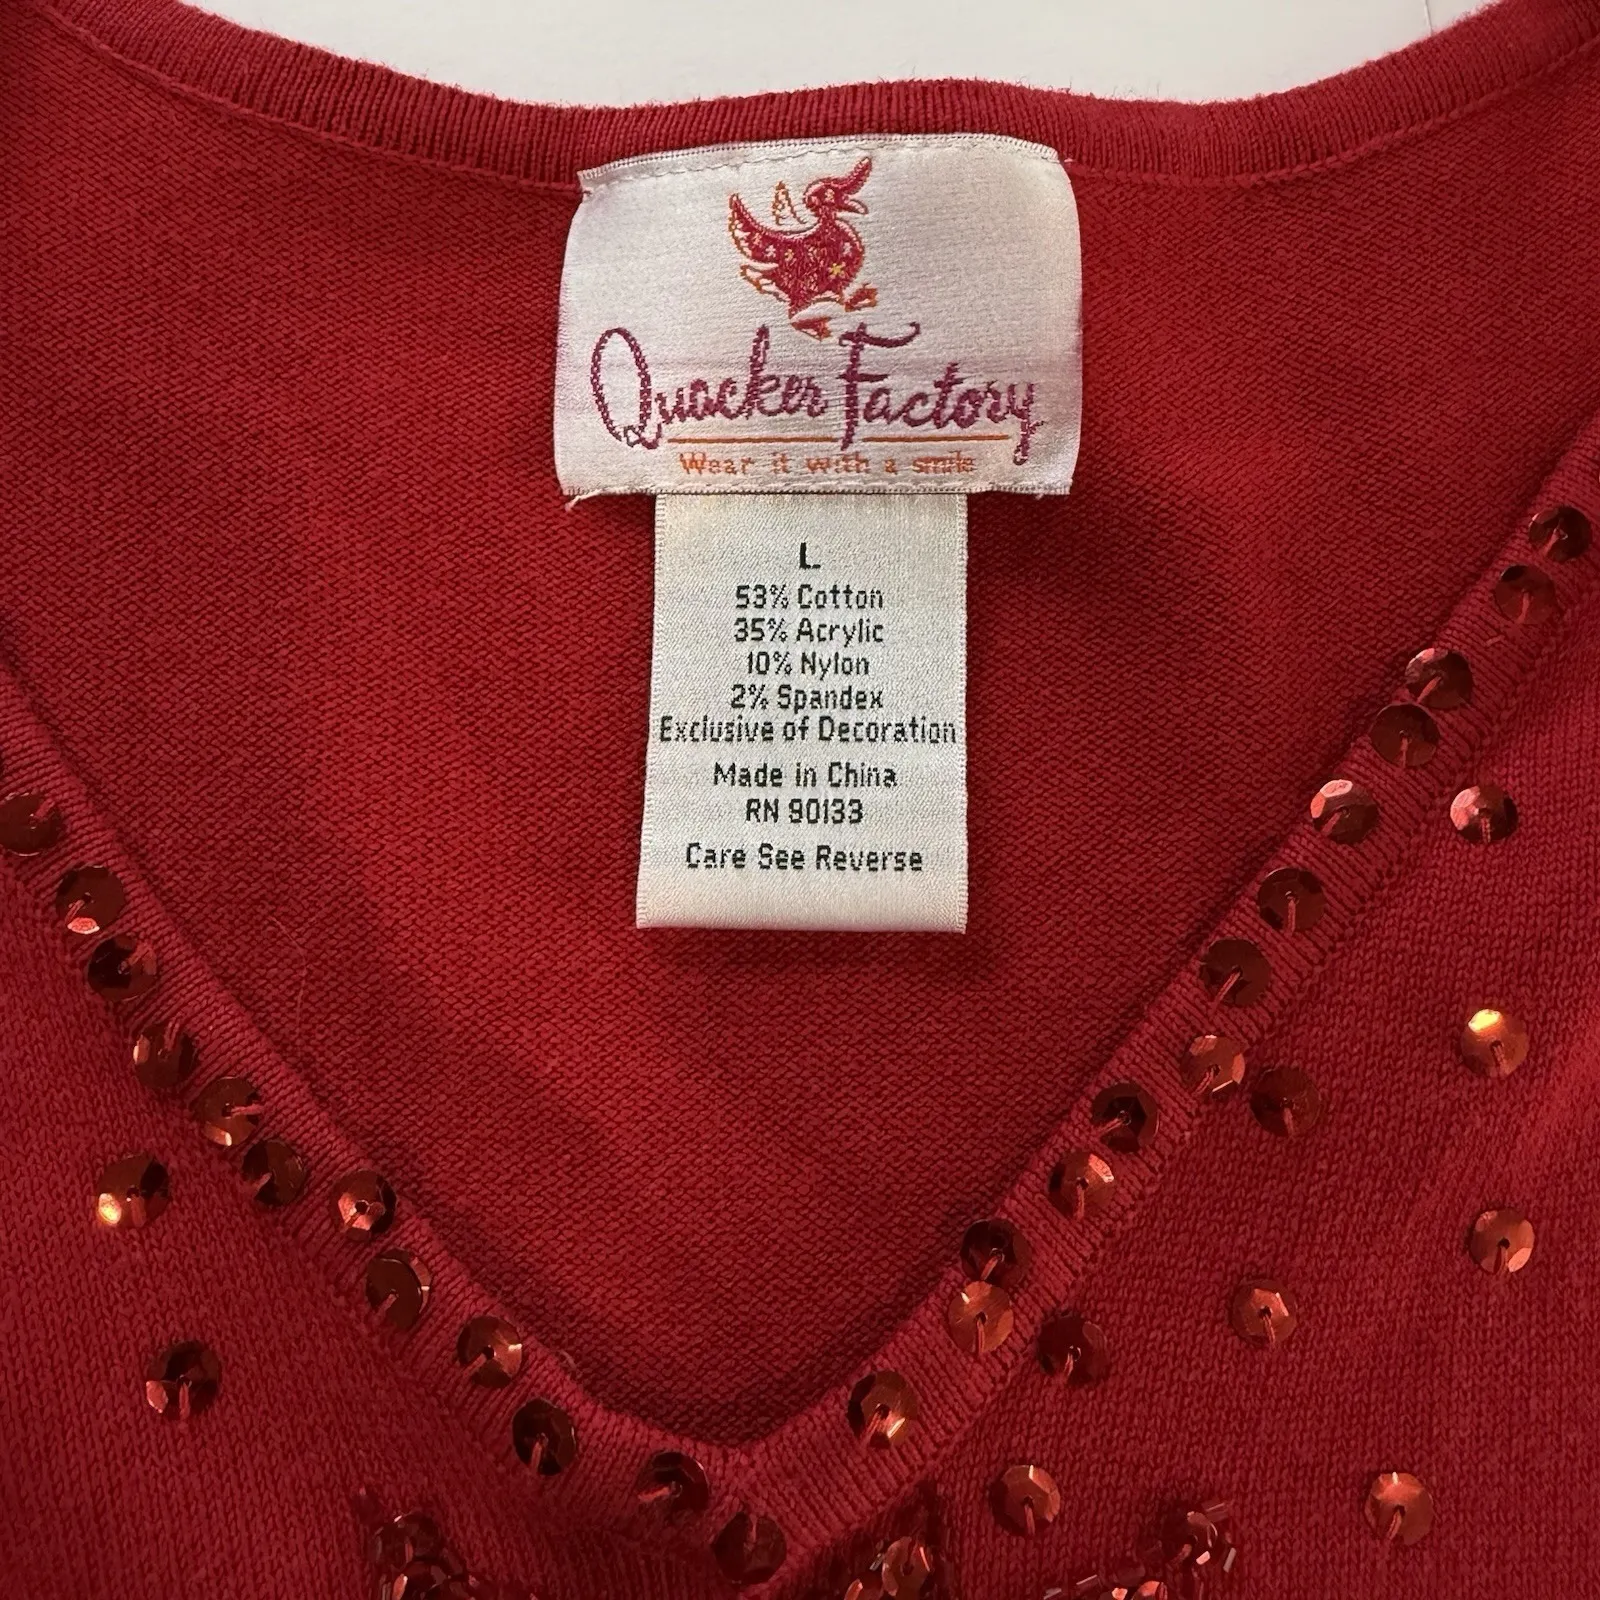 Quacker Factory
Wear it with a smile
L
53% Cotton
35% Acrylic
10% Nylon
2% Spandex
Exclusive of Decoration
Made in China
RN 90133
Care See Reverse